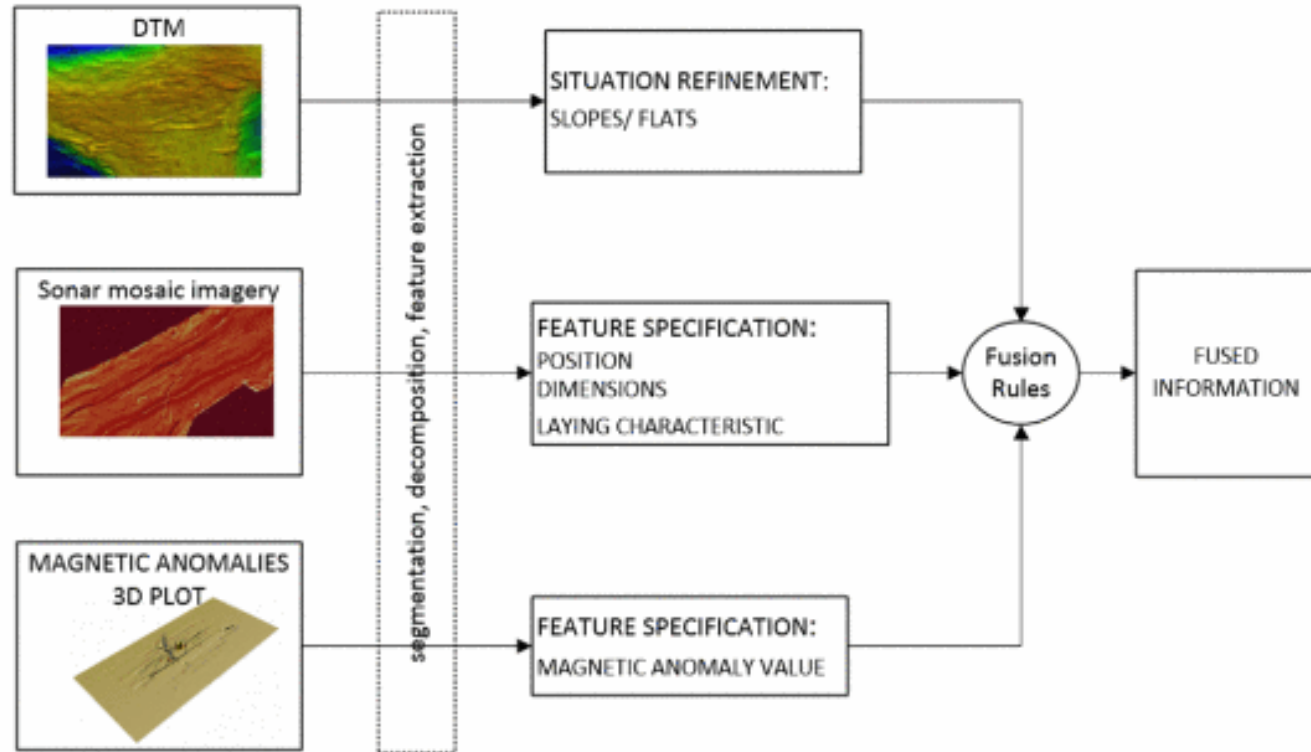 DTM
Sonar mosaic imagery
MAGNETIC ANOMALIES
3D PLOT
segmentation, decomposition, feature extraction
SITUATION REFINEMENT:
SLOPES/ FLATS
FEATURE SPECIFICATION:
POSITION
DIMENSIONS
LAYING CHARACTERISTIC
FEATURE SPECIFICATION:
MAGNETIC ANOMALY VALUE
Fusion
Rules
FUSED
INFORMATION